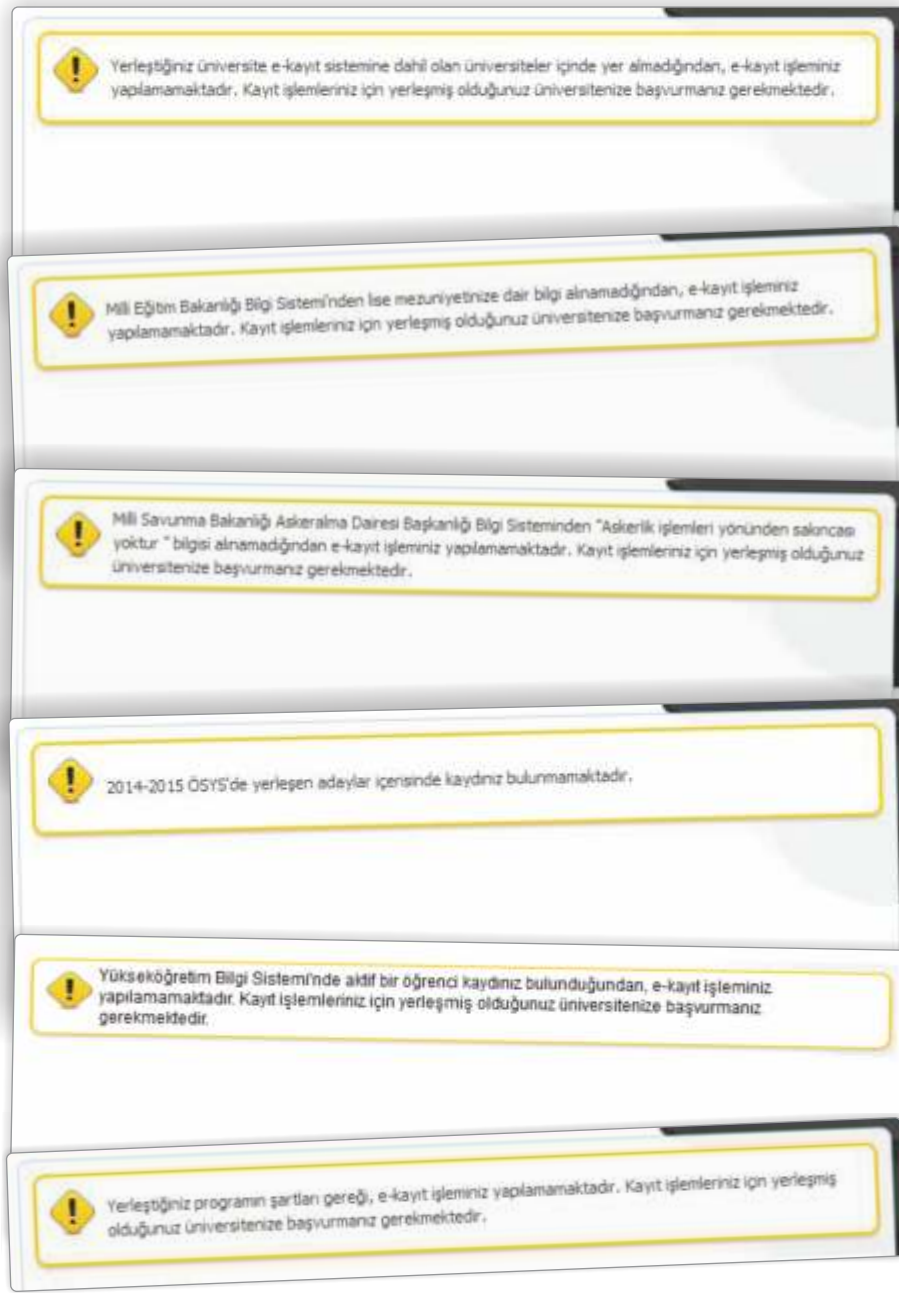 Yerleştiğiniz üniversite e-kayıt sistemine dahil olan üniversiteler içinde yer almadığından, e-kayıt işleminiz
yapılamamaktadır. Kayıt işlemleriniz için yerleşmiş olduğunuz üniversitenize başvurmanız gerekmektedir.
Milli Eğitim Bakanlığı Bilgi Sistemi'nden lise mezuniyetinize dair bilgi alınamadığından, e-kayıt işleminiz
yapılamamaktadır. Kayıt işlemleriniz için yerleşmiş olduğunuz üniversitenize başvurmanız gerekmektedir.
Milli Savunma Bakanlığı Askeralma Dairesi Başkanlığı Bilgi Sisteminden "Askerlik işlemleri yönünden sakıncası
yoktur " bilgisi alınamadığından e-kayıt işleminiz yapılamamaktadır. Kayıt işlemleriniz için yerleşmiş olduğunuz
üniversitenize başvurmanız gerekmektedir.
2014-2015 ÖSYS'de yerleşen adaylar içerisinde kaydınız bulunmamaktadır.
Yükseköğretim Bilgi Sistemi'nde aktif bir öğrenci kaydınız bulunduğundan, e-kayıt işleminiz
yapılamamaktadır. Kayıt işlemleriniz için yerleşmiş olduğunuz üniversitenize başvurmanız
gerekmektedir.
Yerleştiğiniz programın şartları gereği, e-kayıt işleminiz yapılamamaktadır. Kayıt işlemleriniz için yerleşmiş
olduğunuz üniversitenize başvurmanız gerekmektedir.